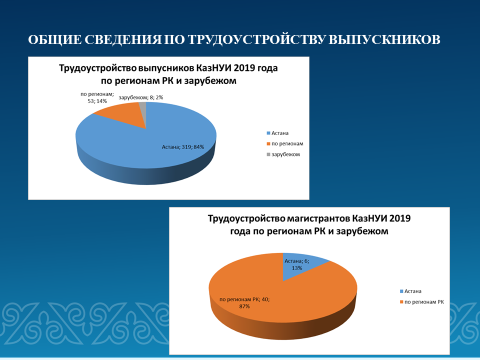 ОБЩИЕ СВЕДЕНИЯ ПО ТРУДОУСТРОЙСТВУ ВЫПУСКНИКОВ
Трудоустройство выпускников КазНУИ 2019 года
по регионам РК и зарубежом
по регионам;
53; 14%
зарубежом; 8; 2%
Астана; 319; 84%
Астана
по регионам
зарубежом
Трудоустройство магистрантов КазНУИ 2019
года по регионам РК и зарубежом
Астана; 6;
13%
по регионам РК; 40;
87%
Астана
по регионам РК